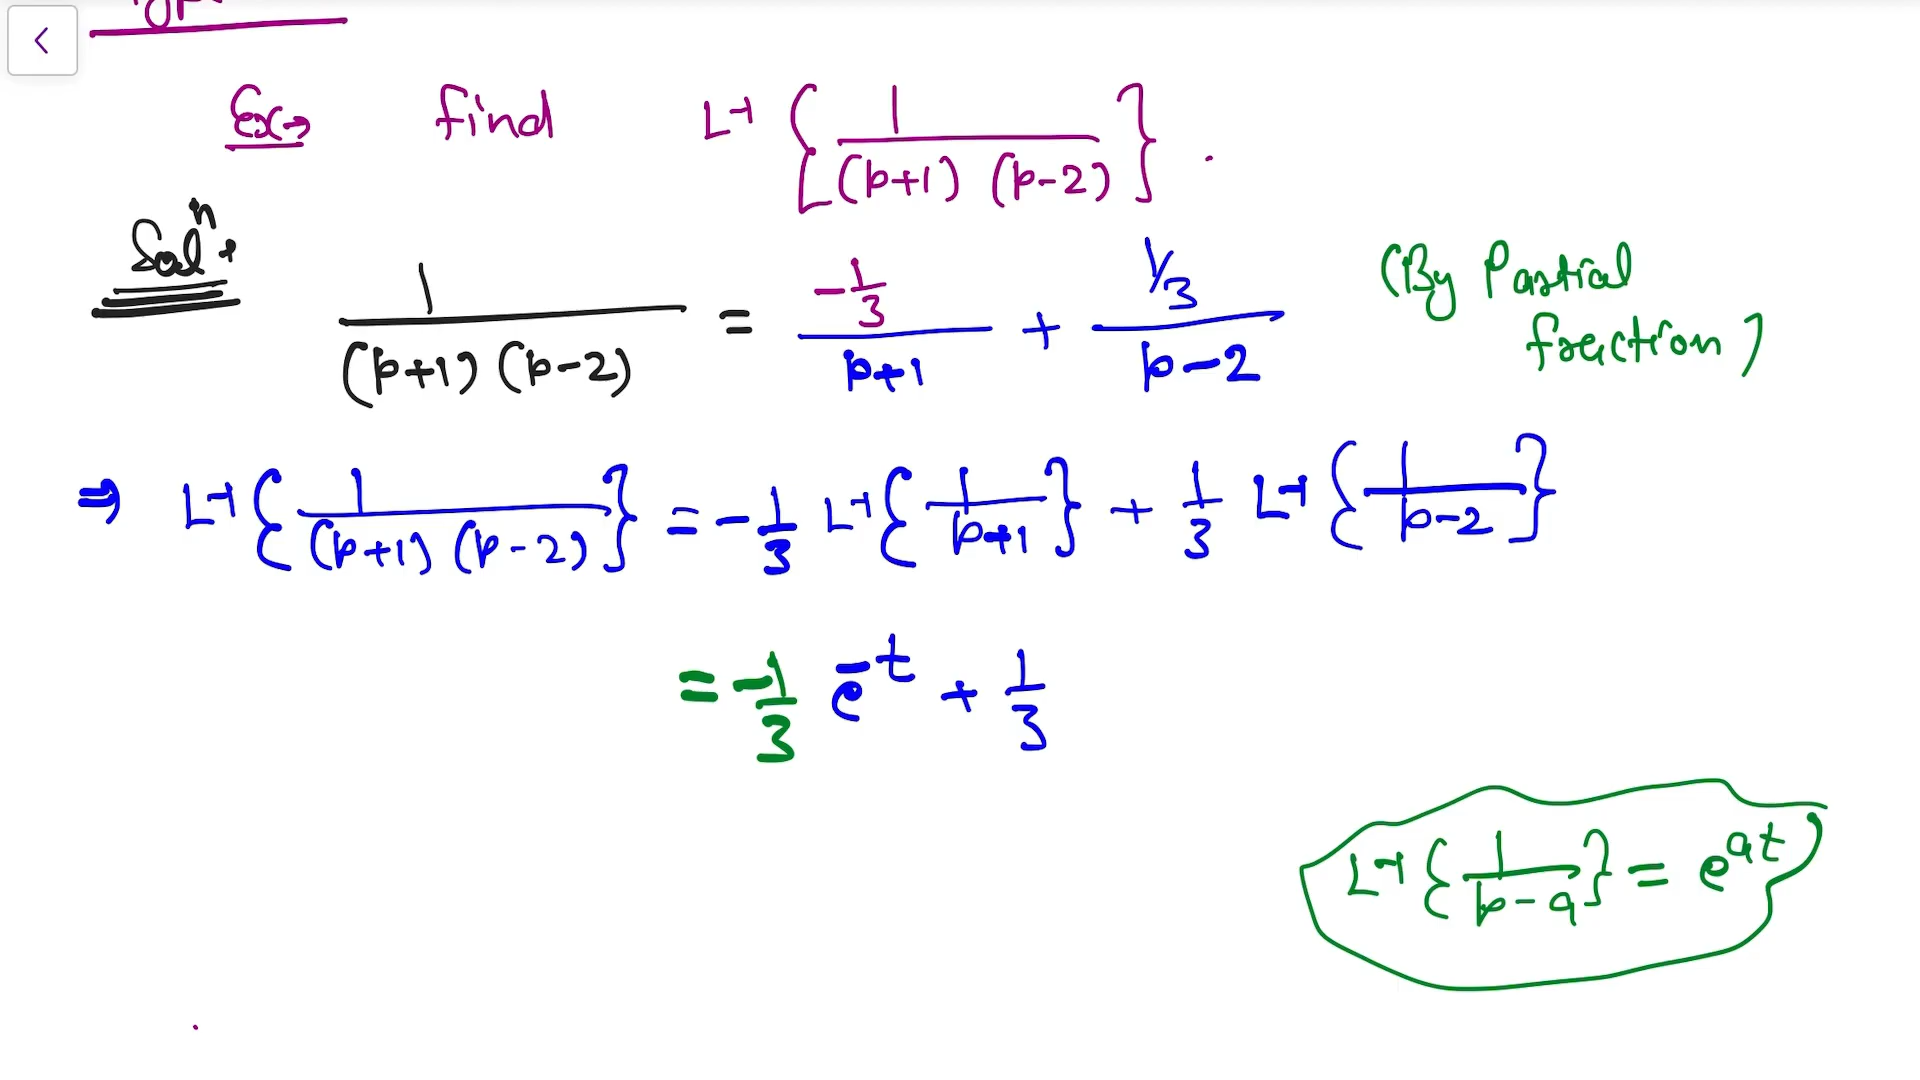 Ex→ find L⁻¹ { 1 / (p+1) (p-2) } .
Solⁿ.
1 / (p+1) (p-2) = -1/3 / p+1 + 1/3 / p-2 (By Partial
fraction)
⇒ L⁻¹ { 1 / (p+1) (p-2) } = -1/3 L⁻¹ { 1 / p+1 } + 1/3 L⁻¹ { 1 / p-2 }
= -1/3 e^-t + 1/3
L⁻¹ { 1 / p-a } = e^at